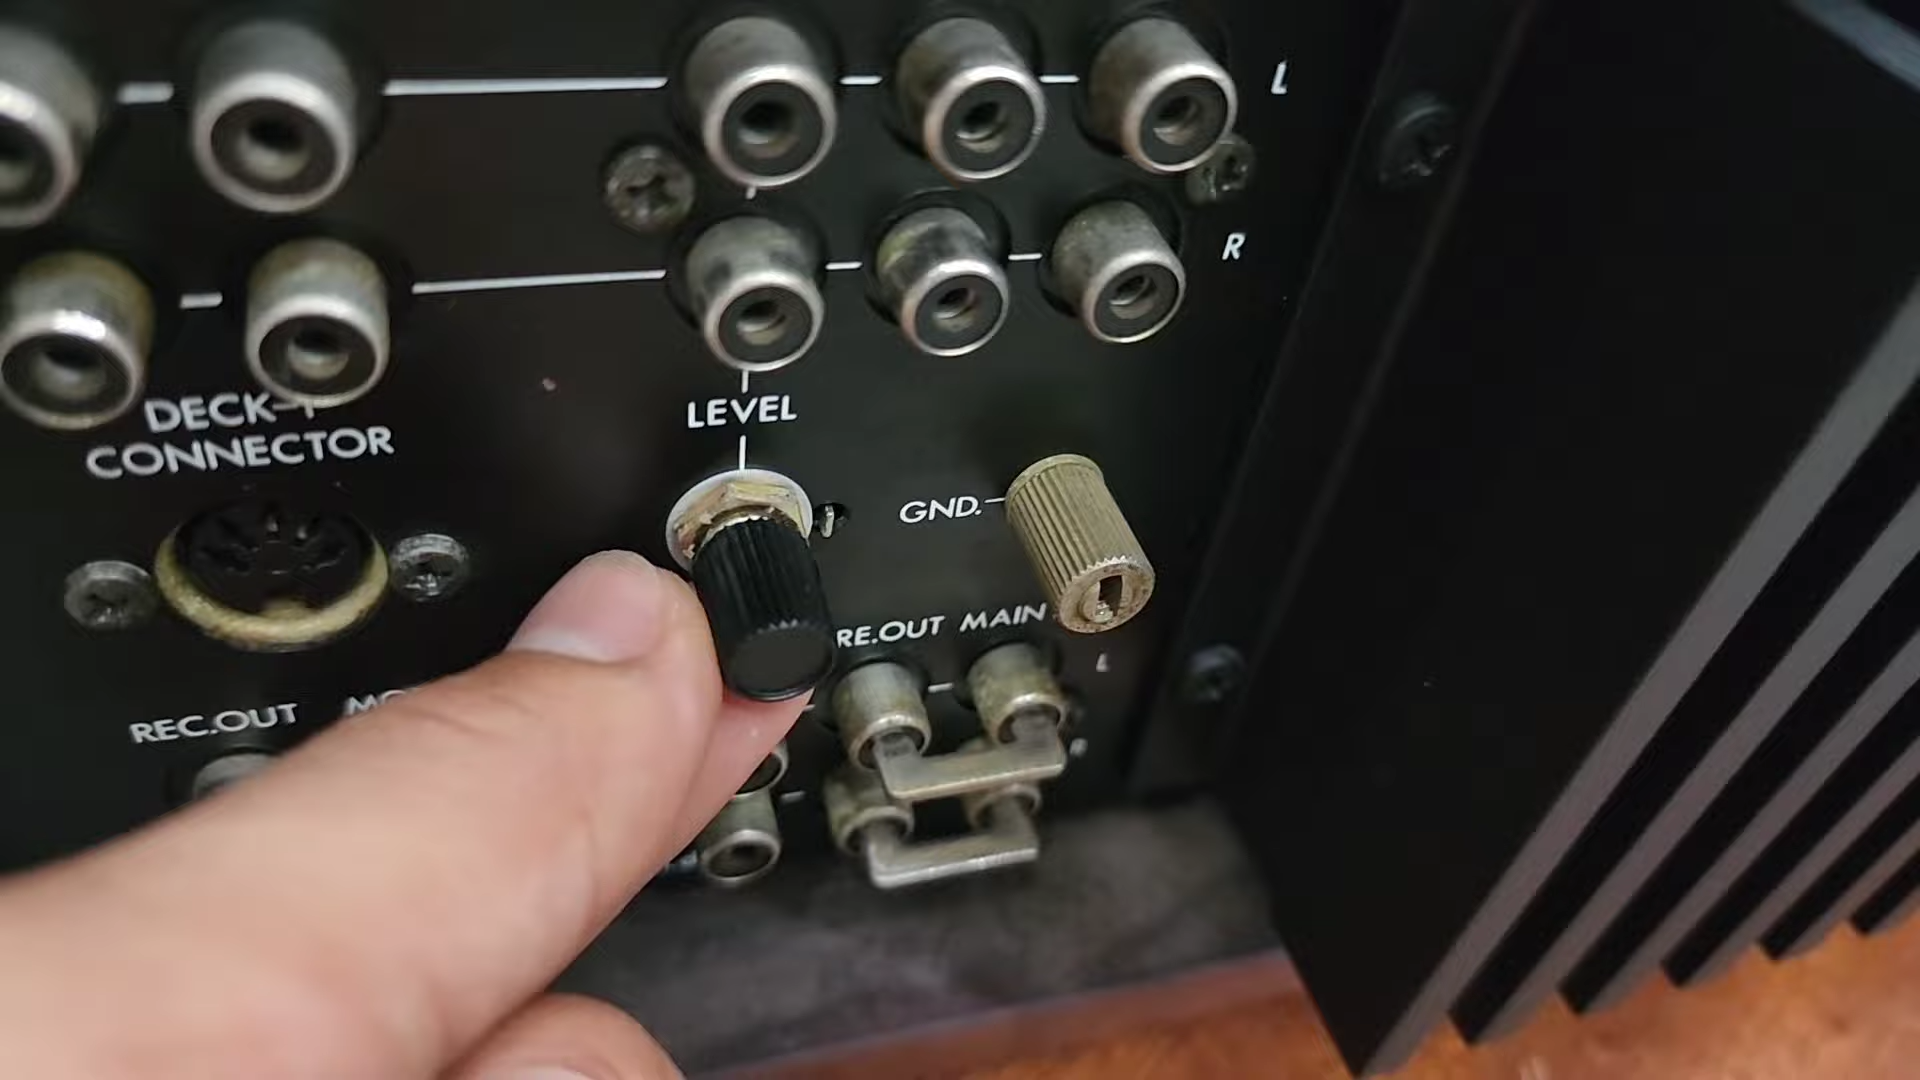 L
R
DECK-1
CONNECTOR
LEVEL
GND.
RE.OUT MAIN
L
R
REC.OUT